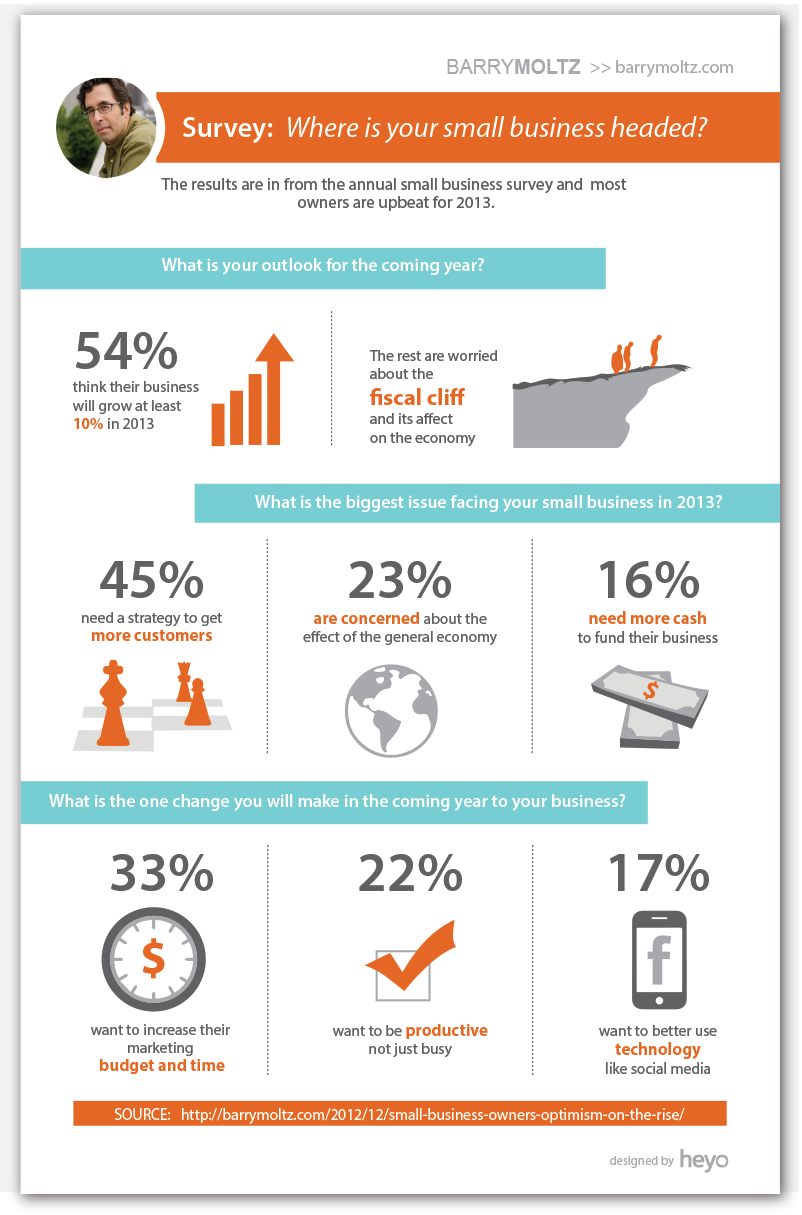 BARRYMOLTZ >> barrymoltz.com
Survey: Where is your small business headed?
The results are in from the annual small business survey and most
owners are upbeat for 2013.
What is your outlook for the coming year?
54%
think their business
will grow at least
10% in 2013
The rest are worried
about the
fiscal cliff
and its affect
on the economy
What is the biggest issue facing your small business in 2013?
45%
need a strategy to get
more customers
23%
are concerned about the
effect of the general economy
16%
need more cash
to fund their business
$
What is the one change you will make in the coming year to your business?
33%
$
want to increase their
marketing
budget and time
22%
want to be productive
not just busy
17%
f
want to better use
technology
like social media
SOURCE: http://barrymoltz.com/2012/12/small-business-owners-optimism-on-the-rise/
designed by heyo